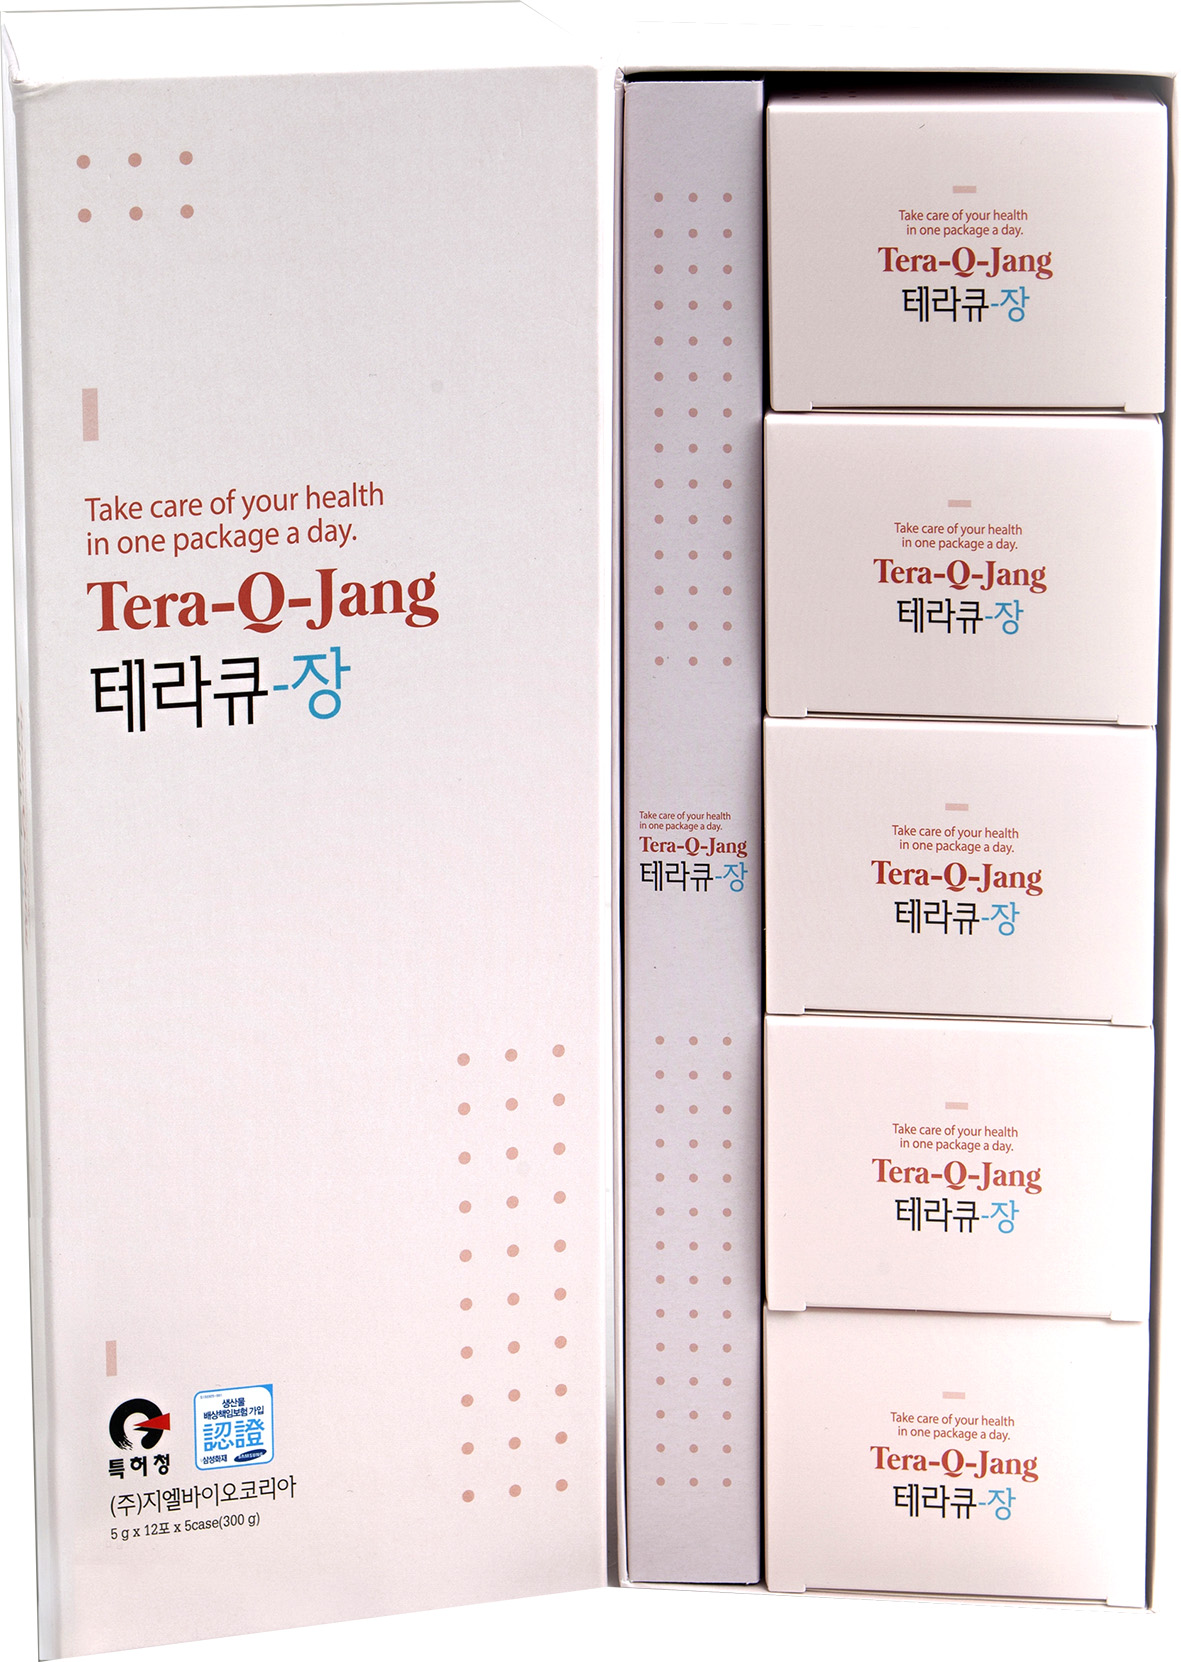 Take care of your health
in one package a day.
Tera-Q-Jang
테라큐-장
특허청
생산물
배상책임보험 가입
認證
삼성화재 SAMSUNG
(주)지엘바이오코리아
5 g x 12포 x 5case(300 g)
Take care of your health
in one package a day.
Tera-Q-Jang
테라큐-장
Take care of your health
in one package a day.
Tera-Q-Jang
테라큐-장
Take care of your health
in one package a day.
Tera-Q-Jang
테라큐-장
Take care of your health
in one package a day.
Tera-Q-Jang
테라큐-장
Take care of your health
in one package a day.
Tera-Q-Jang
테라큐-장
Take care of your health
in one package a day.
Tera-Q-Jang
테라큐-장